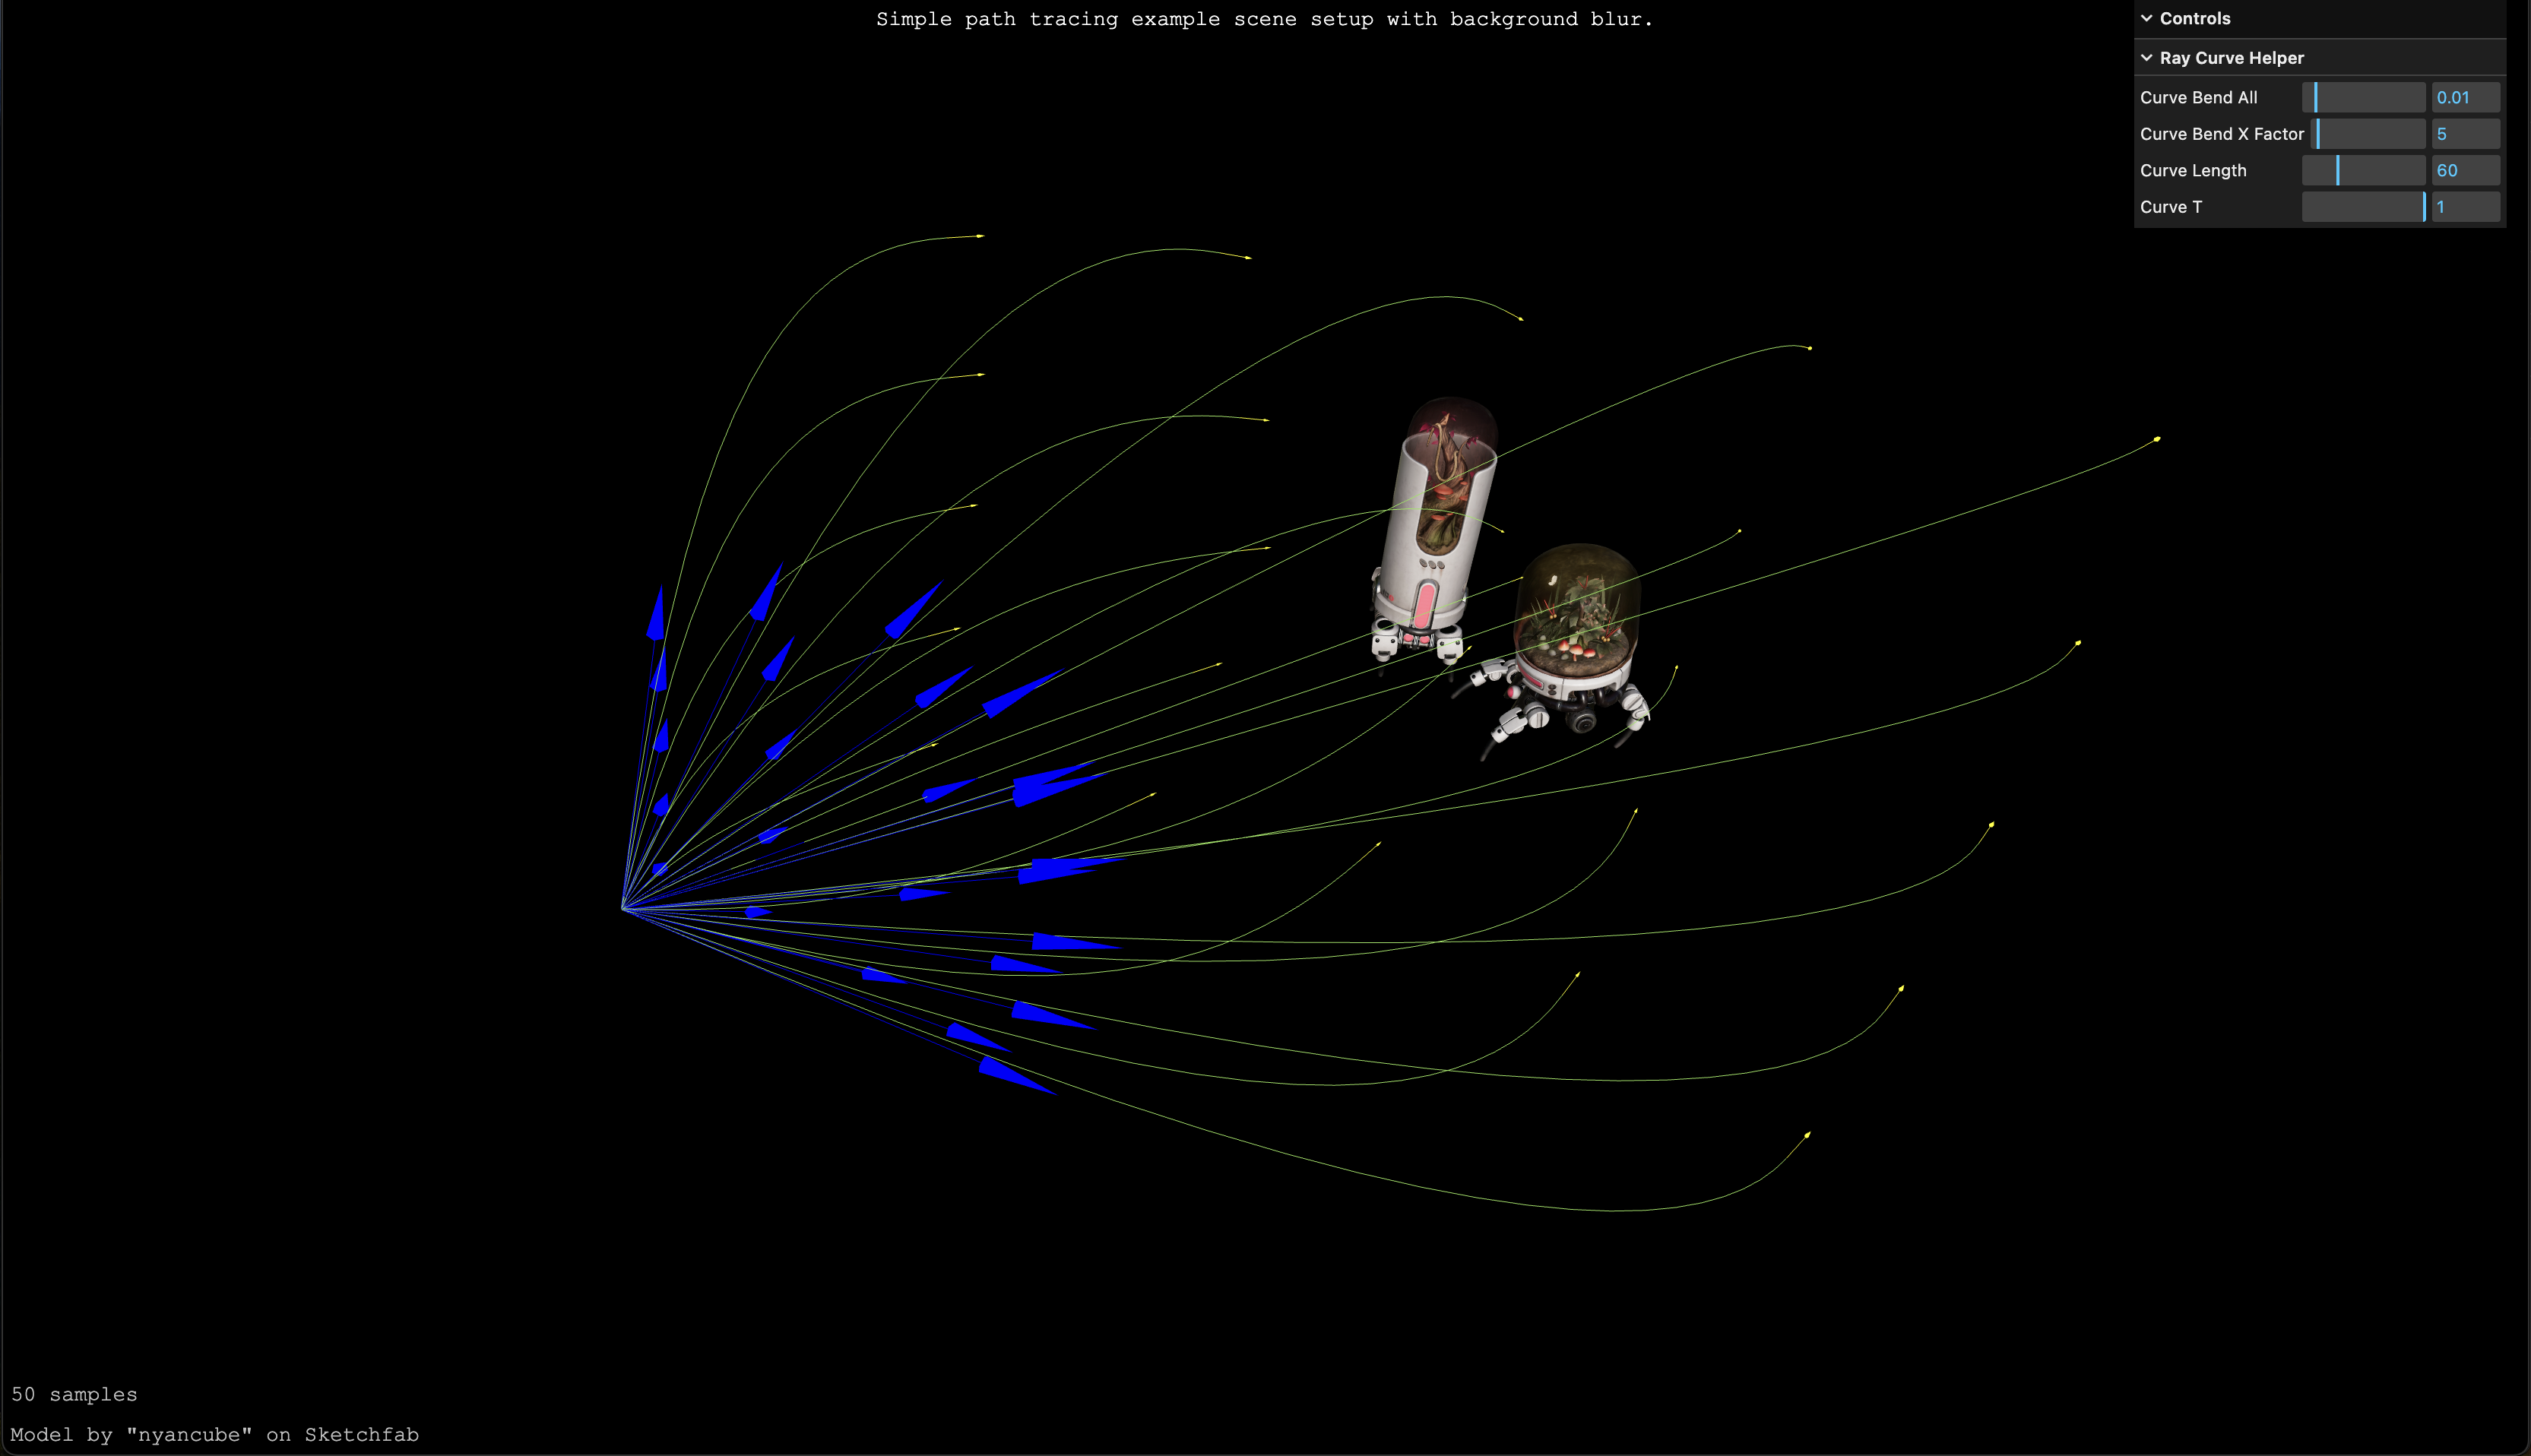 Simple path tracing example scene setup with background blur.
Controls
Ray Curve Helper
Curve Bend All 0.01
Curve Bend X Factor 5
Curve Length 60
Curve T 1
50 samples
Model by "nyancube" on Sketchfab